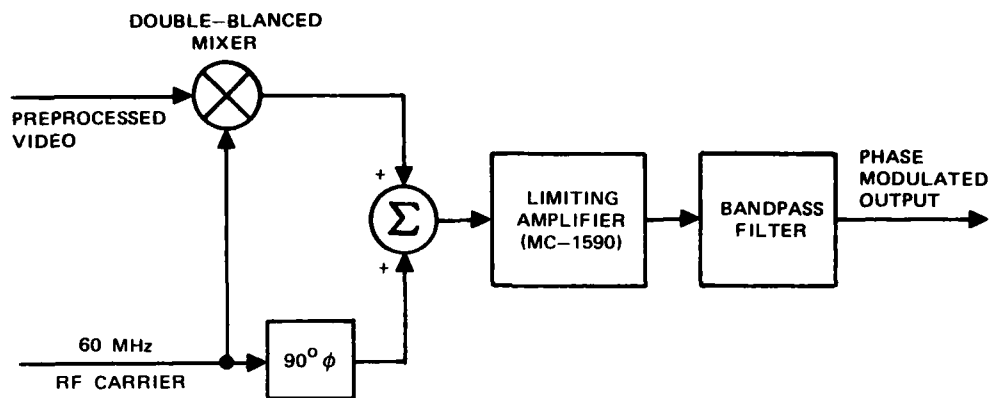 DOUBLE-BLANCED
MIXER
PREPROCESSED
VIDEO
+
Σ
+
LIMITING
AMPLIFIER
(MC-1590)
BANDPASS
FILTER
PHASE
MODULATED
OUTPUT
60 MHz
RF CARRIER
90° φ